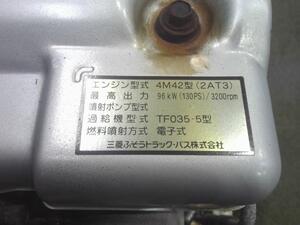 エンジン型式 4M42型(2AT3)
最高出力 96kW(130PS)/3200rpm
噴射ポンプ型式
過給機型式 TF035-5型
燃料噴射方式 電子式
三菱ふそうトラック・バス株式会社